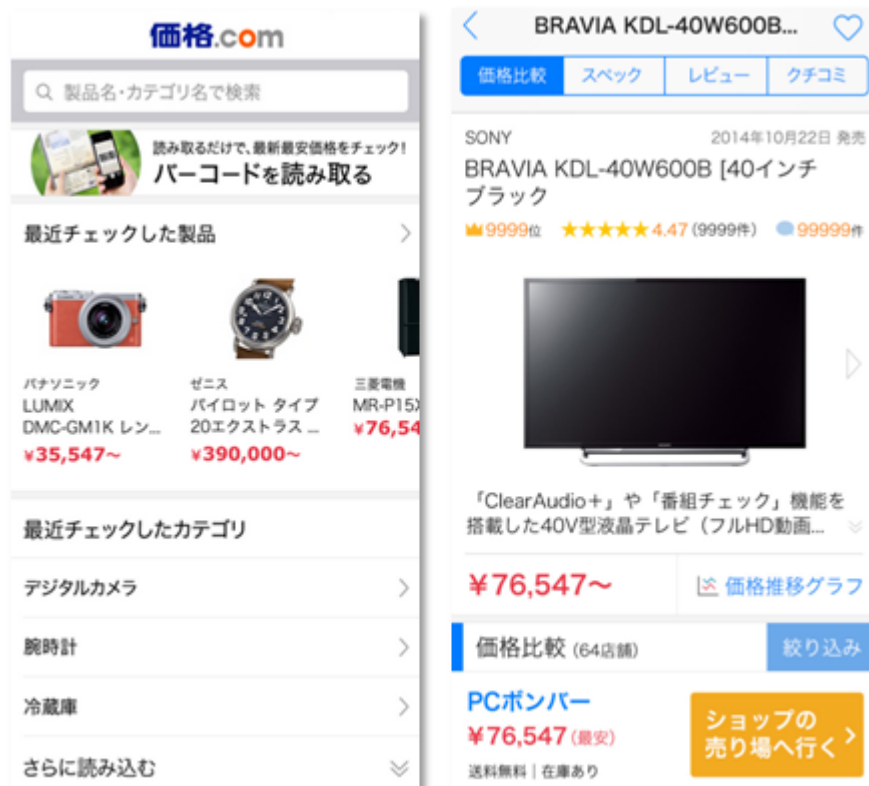 価格.com
製品名・カテゴリ名で検索
読み取るだけで、最新最安価格をチェック!
バーコードを読み取る
最近チェックした製品
パナソニック
LUMIX
DMC-GM1K レン...
¥35,547~
ゼニス
パイロット タイプ
20エクストラス ...
¥390,000~
三菱電機
MR-P15
¥76,54
最近チェックしたカテゴリ
デジタルカメラ
腕時計
冷蔵庫
さらに読み込む
BRAVIA KDL-40W600B...
価格比較
スペック
レビュー
クチコミ
SONY
2014年10月22日 発売
BRAVIA KDL-40W600B [40インチ
ブラック
9999位
4.47 (9999件)
99999件
「ClearAudio+」や「番組チェック」機能を
搭載した40V型液晶テレビ（フルHD動画...
¥76,547~
価格推移グラフ
価格比較 (64店舗)
絞り込み
PCボンバー
¥76,547 (最安)
送料無料 | 在庫あり
ショップの
売り場へ行く